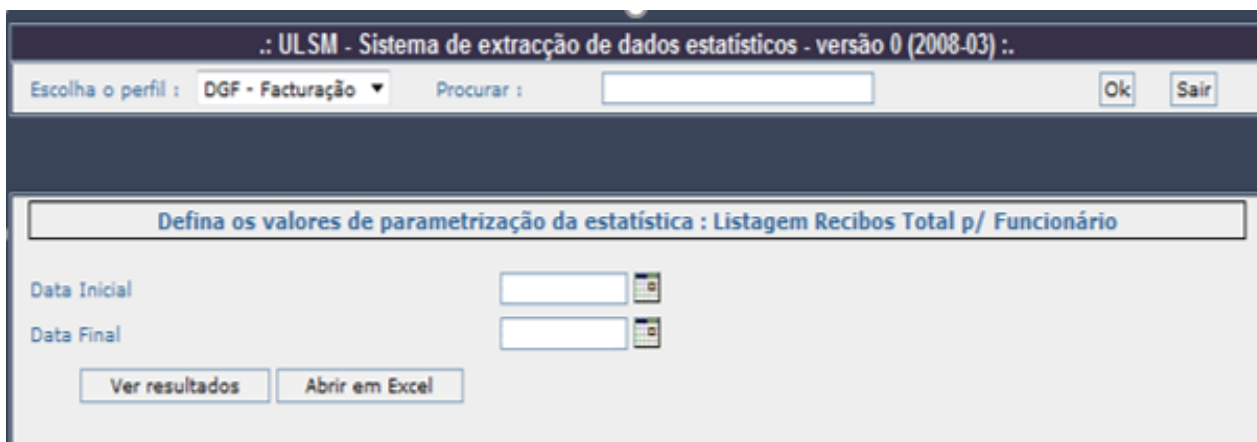 .: ULSM - Sistema de extracção de dados estatísticos - versão 0 (2008-03) :.
Escolha o perfil : DGF - Facturação Procurar : Ok Sair
Defina os valores de parametrização da estatística : Listagem Recibos Total p/ Funcionário
Data Inicial
Data Final
Ver resultados Abrir em Excel